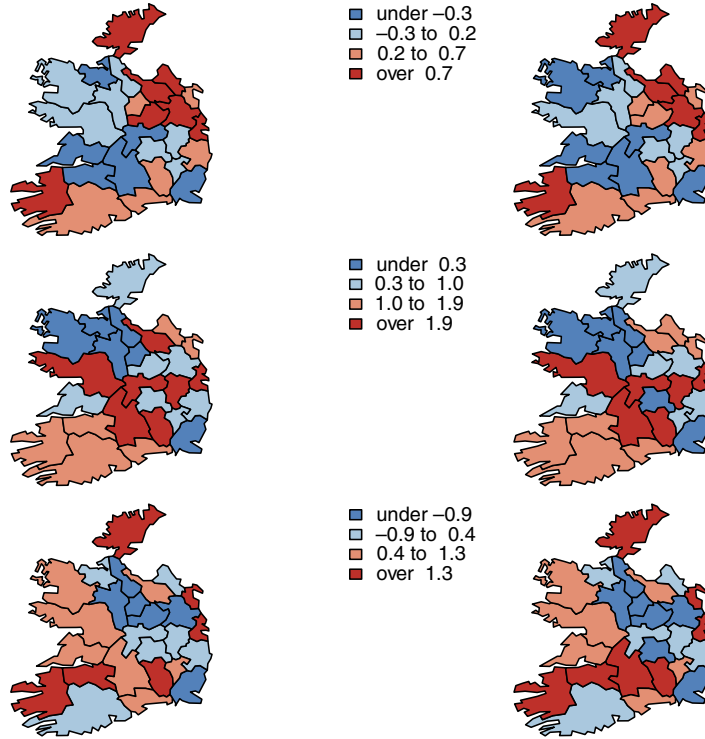 under −0.3
−0.3 to 0.2
0.2 to 0.7
over 0.7
under 0.3
0.3 to 1.0
1.0 to 1.9
over 1.9
under −0.9
−0.9 to 0.4
0.4 to 1.3
over 1.3